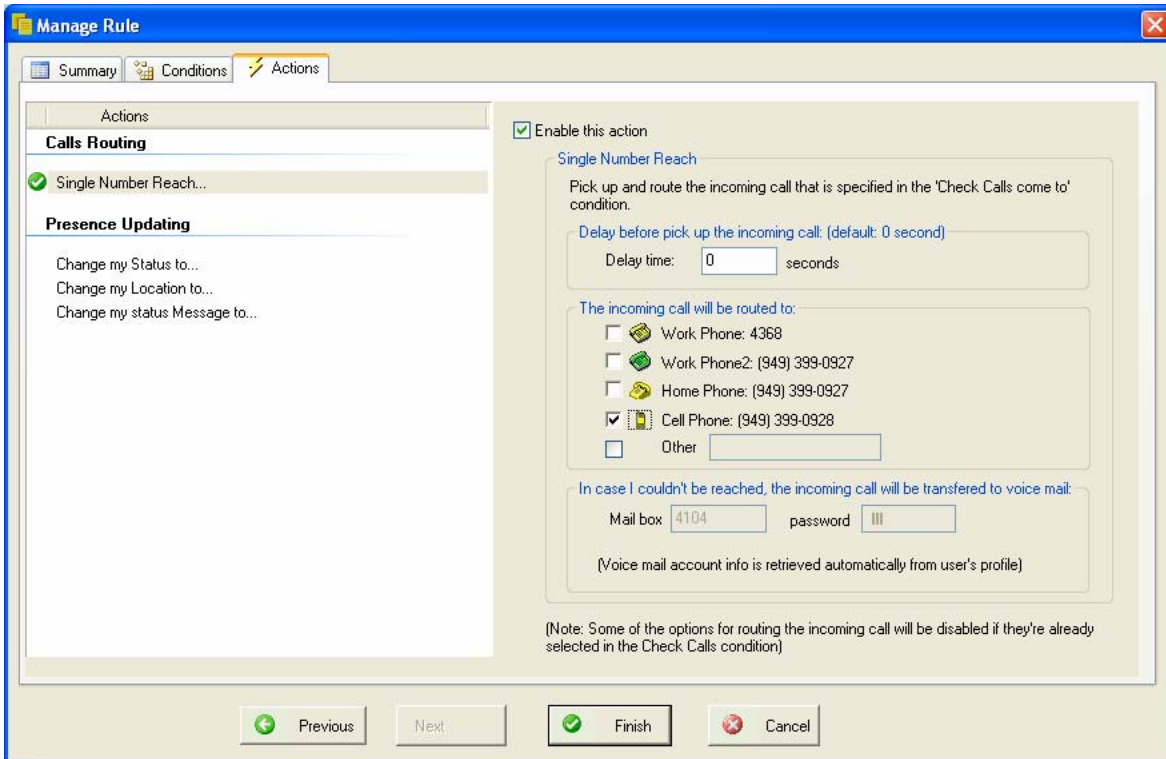 Manage Rule
Summary
Conditions
Actions
Actions
Calls Routing
Single Number Reach...
Presence Updating
Change my Status to...
Change my Location to...
Change my status Message to...
Enable this action
Single Number Reach
Pick up and route the incoming call that is specified in the 'Check Calls come to'
condition.
Delay before pick up the incoming call: (default: 0 second)
Delay time: 0 seconds
The incoming call will be routed to:
Work Phone: 4368
Work Phone2: (949) 399-0927
Home Phone: (949) 399-0927
Cell Phone: (949) 399-0928
Other
In case I couldn't be reached, the incoming call will be transfered to voice mail:
Mail box 4104 password
(Voice mail account info is retrieved automatically from user's profile)
(Note: Some of the options for routing the incoming call will be disabled if they're already
selected in the Check Calls condition)
Previous
Next
Finish
Cancel